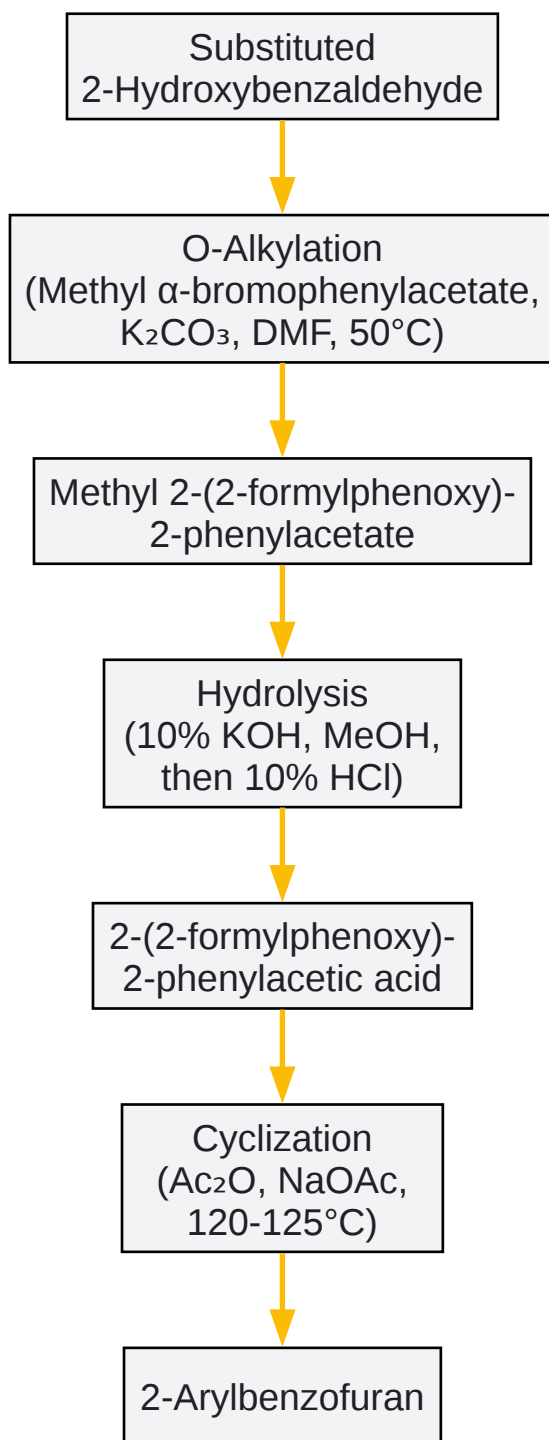 Substituted
2-Hydroxybenzaldehyde
O-Alkylation
(Methyl α-bromophenylacetate,
K₂CO₃, DMF, 50°C)
Methyl 2-(2-formylphenoxy)-
2-phenylacetate
Hydrolysis
(10% KOH, MeOH,
then 10% HCl)
2-(2-formylphenoxy)-
2-phenylacetic acid
Cyclization
(Ac₂O, NaOAc,
120-125°C)
2-Arylbenzofuran